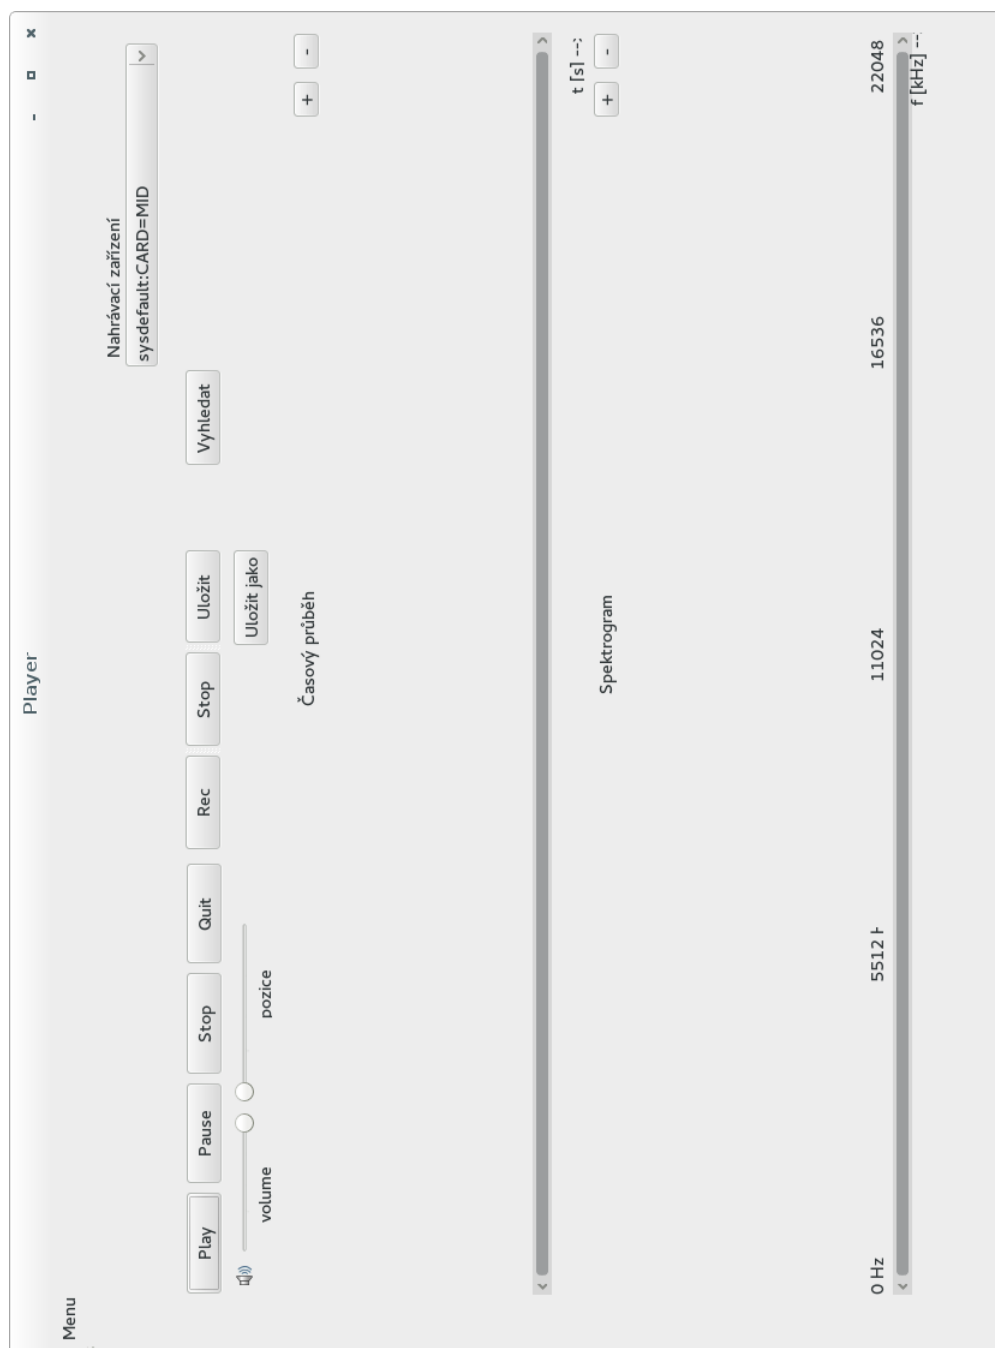 Player
Menu
Nahrávací zařízení
sysdefault:CARD=MID
Play Pause Stop Quit Rec Stop Uložit Vyhledat
Uložit jako
volume pozice
Časový průběh + -
t [s] --;
Spektrogram + -
0 Hz 5512 H 11024 16536 22048
f [kHz] --